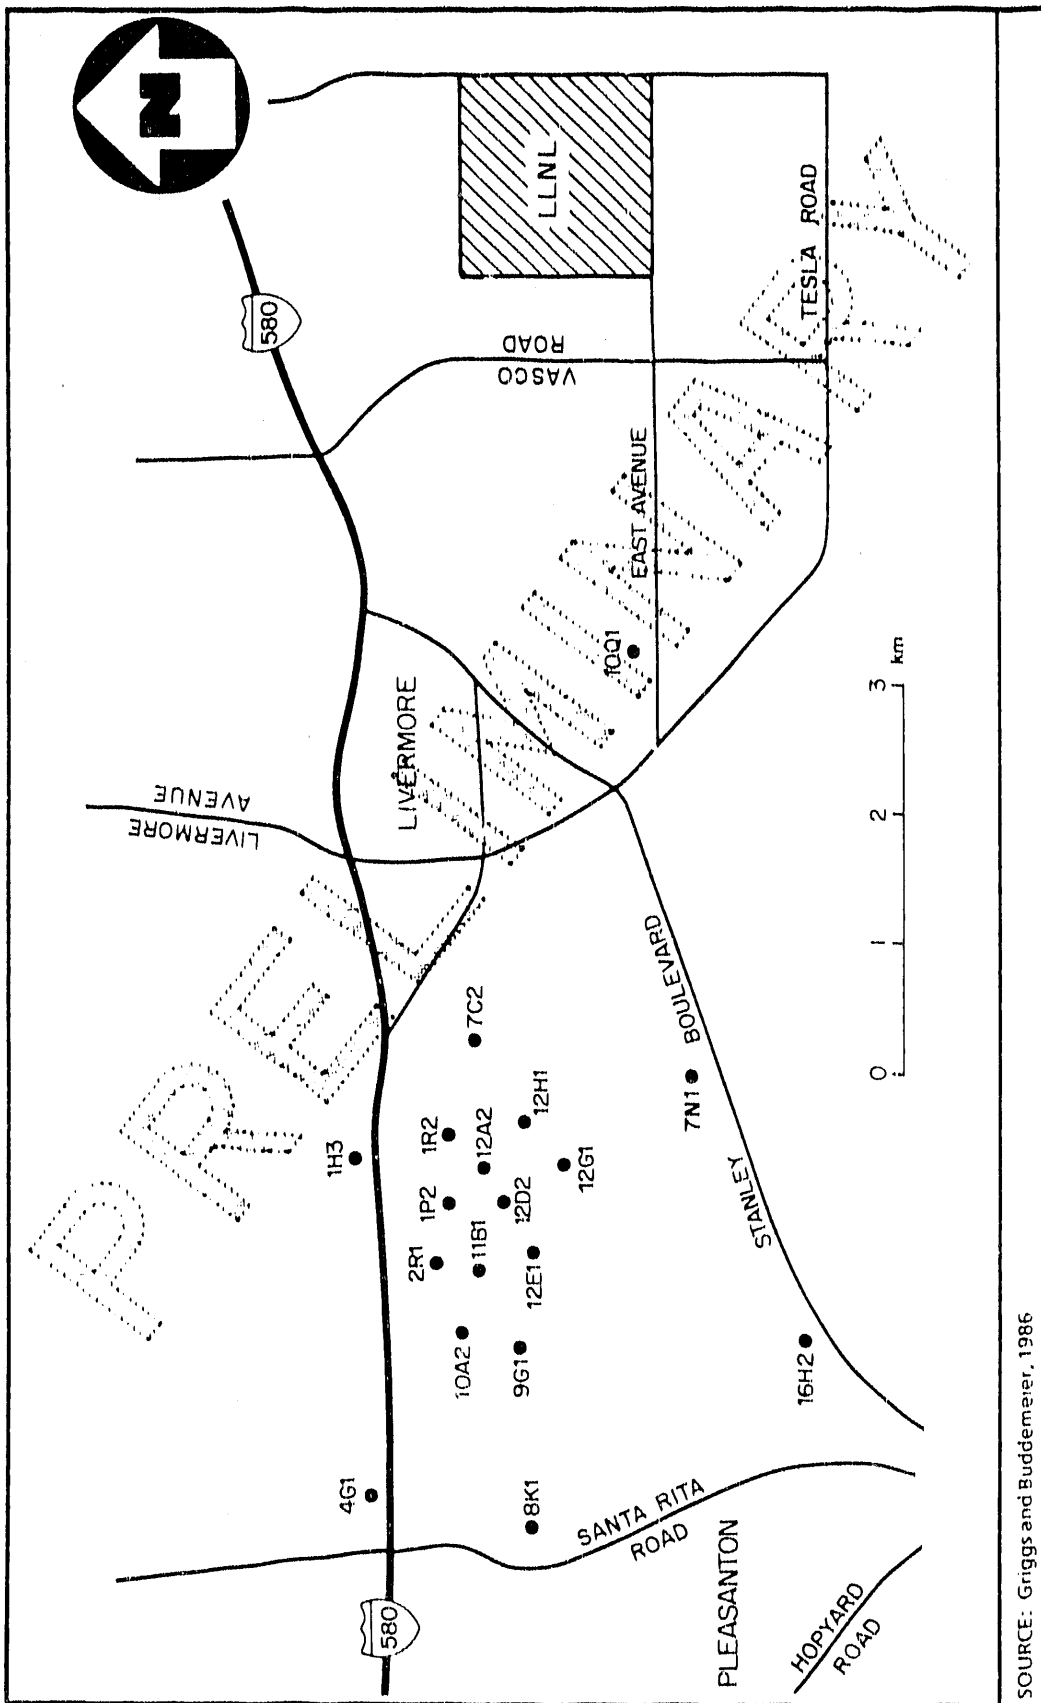 N
580
LLNL
VASCO
ROAD
TESLA ROAD
EAST AVENUE
LIVERMORE
AVENUE
LIVERMORE
10Q1
PRELIMINARY
1H3
1R2
7C2
1P2
12A2
12H1
2R1
11B1
12D2
12G1
10A2
12E1
9G1
4G1
8K1
7N1
STANLEY BOULEVARD
16H2
580
SANTA RITA
ROAD
PLEASANTON
HOPYARD
ROAD
0 1 2 3 km
SOURCE: Griggs and Buddemeier, 1986